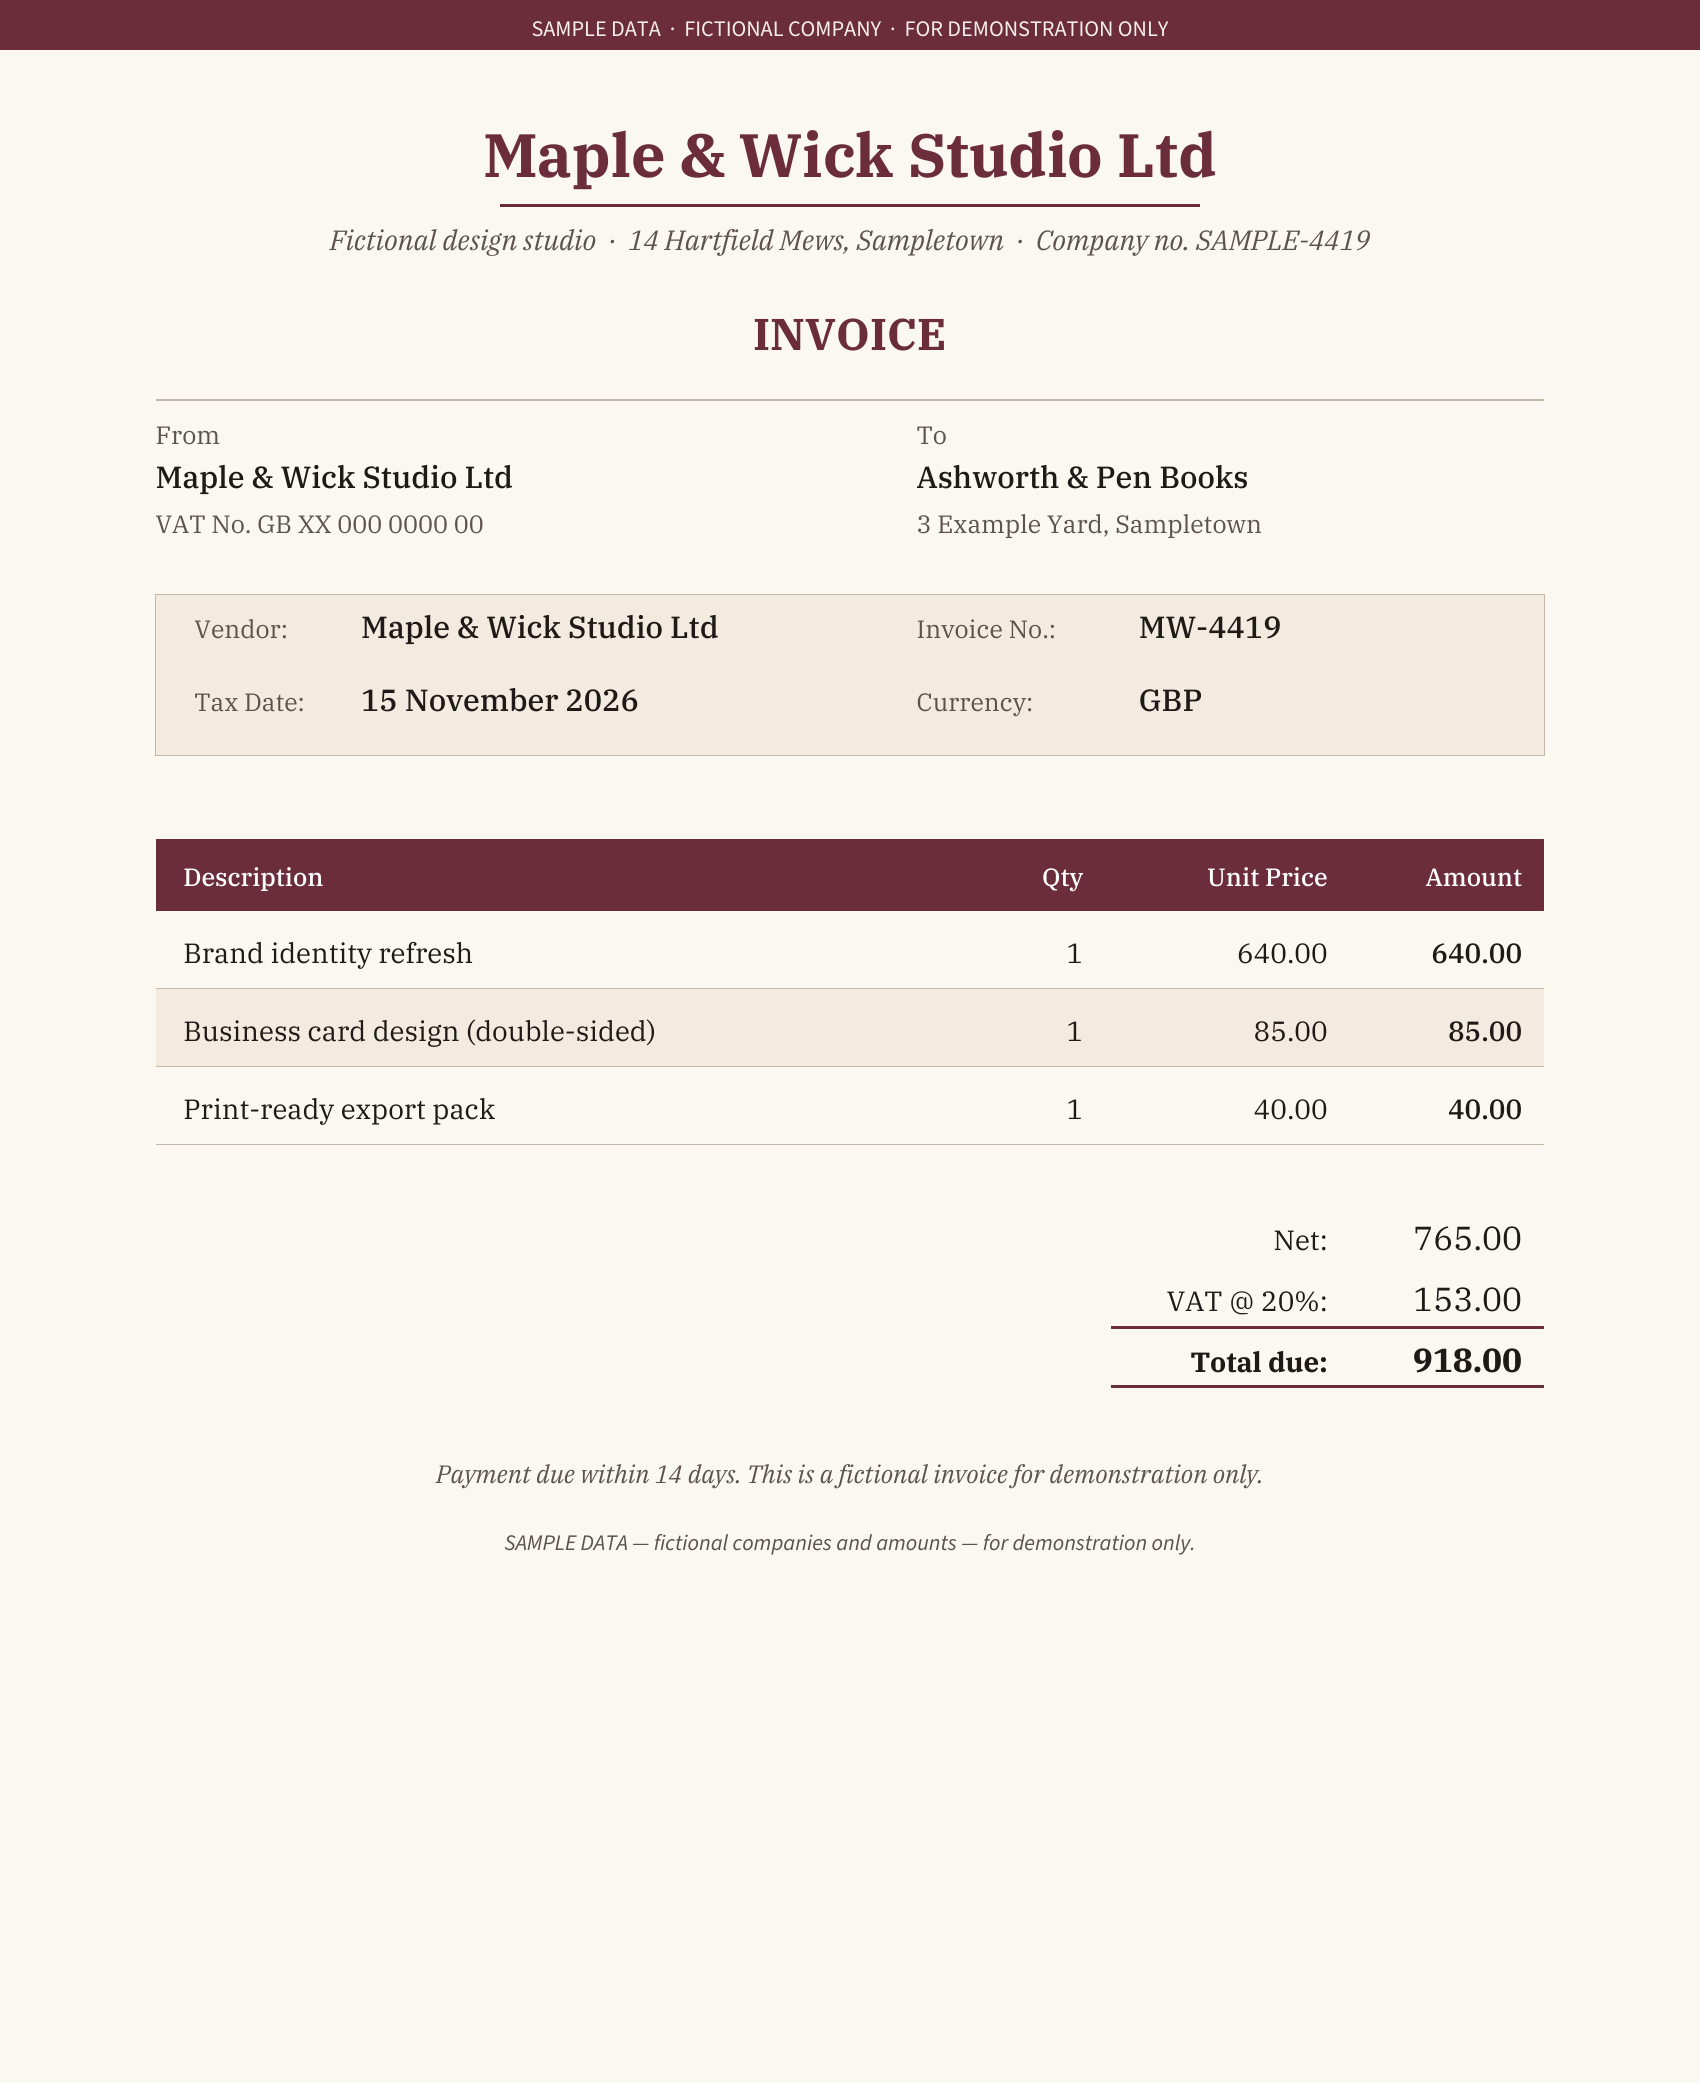 SAMPLE DATA · FICTIONAL COMPANY · FOR DEMONSTRATION ONLY
Maple & Wick Studio Ltd
Fictional design studio · 14 Hartfield Mews, Sampletown · Company no. SAMPLE-4419
INVOICE
From To
Maple & Wick Studio Ltd Ashworth & Pen Books
VAT No. GB XX 000 0000 00 3 Example Yard, Sampletown
Vendor: Maple & Wick Studio Ltd Invoice No.: MW-4419
Tax Date: 15 November 2026 Currency: GBP
Description Qty Unit Price Amount
Brand identity refresh 1 640.00 640.00
Business card design (double-sided) 1 85.00 85.00
Print-ready export pack 1 40.00 40.00
Net: 765.00
VAT @ 20%: 153.00
Total due: 918.00
Payment due within 14 days. This is a fictional invoice for demonstration only.
SAMPLE DATA — fictional companies and amounts — for demonstration only.